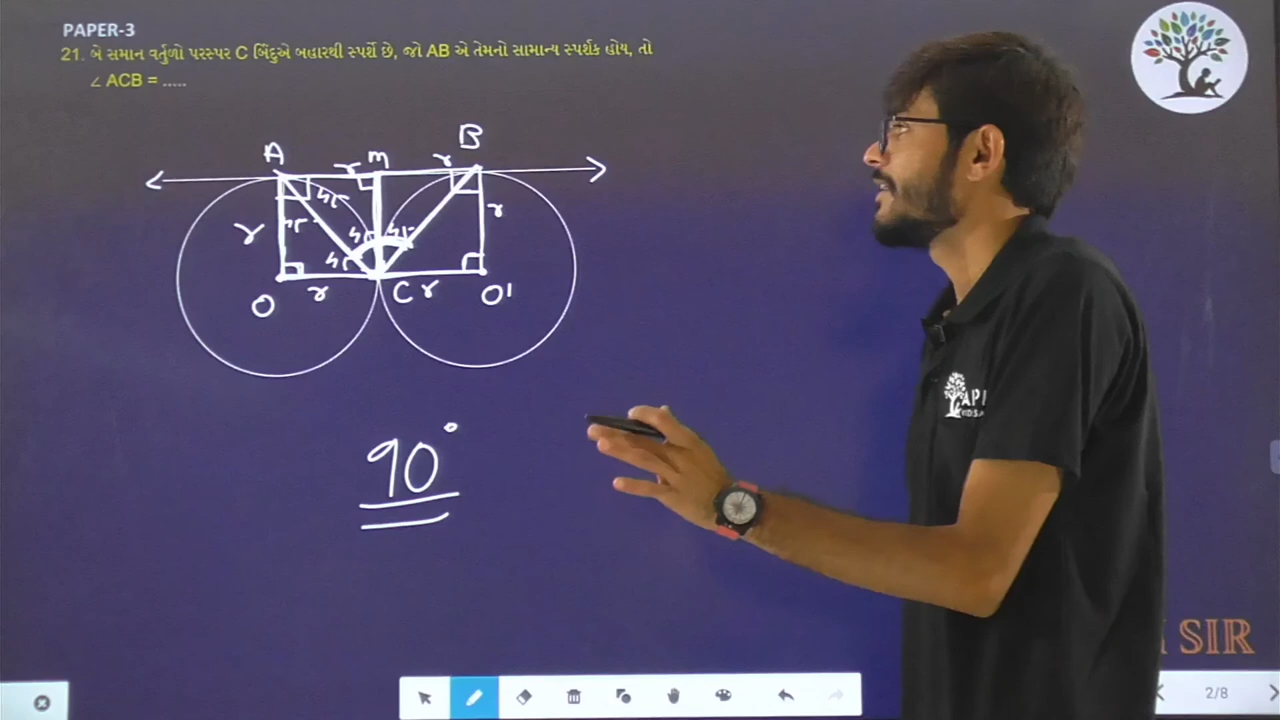 PAPER-3
21. બે સમાન વર્તુળો પરસ્પર C બિંદુએ બહારથી સ્પર્શે છે, જો AB એ તેમનો સામાન્ય સ્પર્શક હોય, તો
∠ ACB = .....
A r M r B
45
r 45 45 45 r
45
O r C r O'
90°
API
SIR
2/8